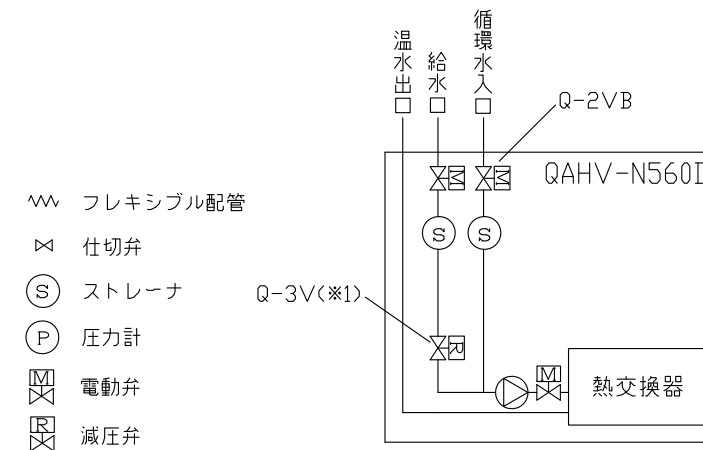 温水出口
給水口
循環水入口
Q-2VB
QAHV-N560
M
M
S
S
Q-3V(※1)
R
M
熱交換器
フレキシブル配管
仕切弁
S ストレーナ
P 圧力計
M 電動弁
R 減圧弁